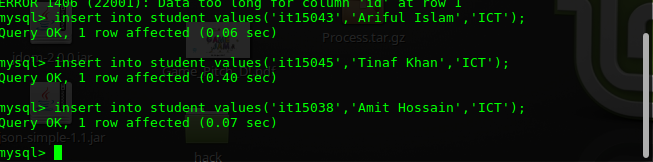 ERROR 1406 (22001): Data too long for column 'id' at row 1
mysql> insert into student values('it15043','Ariful Islam','ICT');
Query OK, 1 row affected (0.06 sec)
Process.tar.gz
mysql> insert into student values('it15045','Tinaf Khan','ICT');
Query OK, 1 row affected (0.40 sec)
mysql> insert into student values('it15038','Amit Hossain','ICT');
Query OK, 1 row affected (0.07 sec)
son-simple-1.1.jar
mysql>
hack